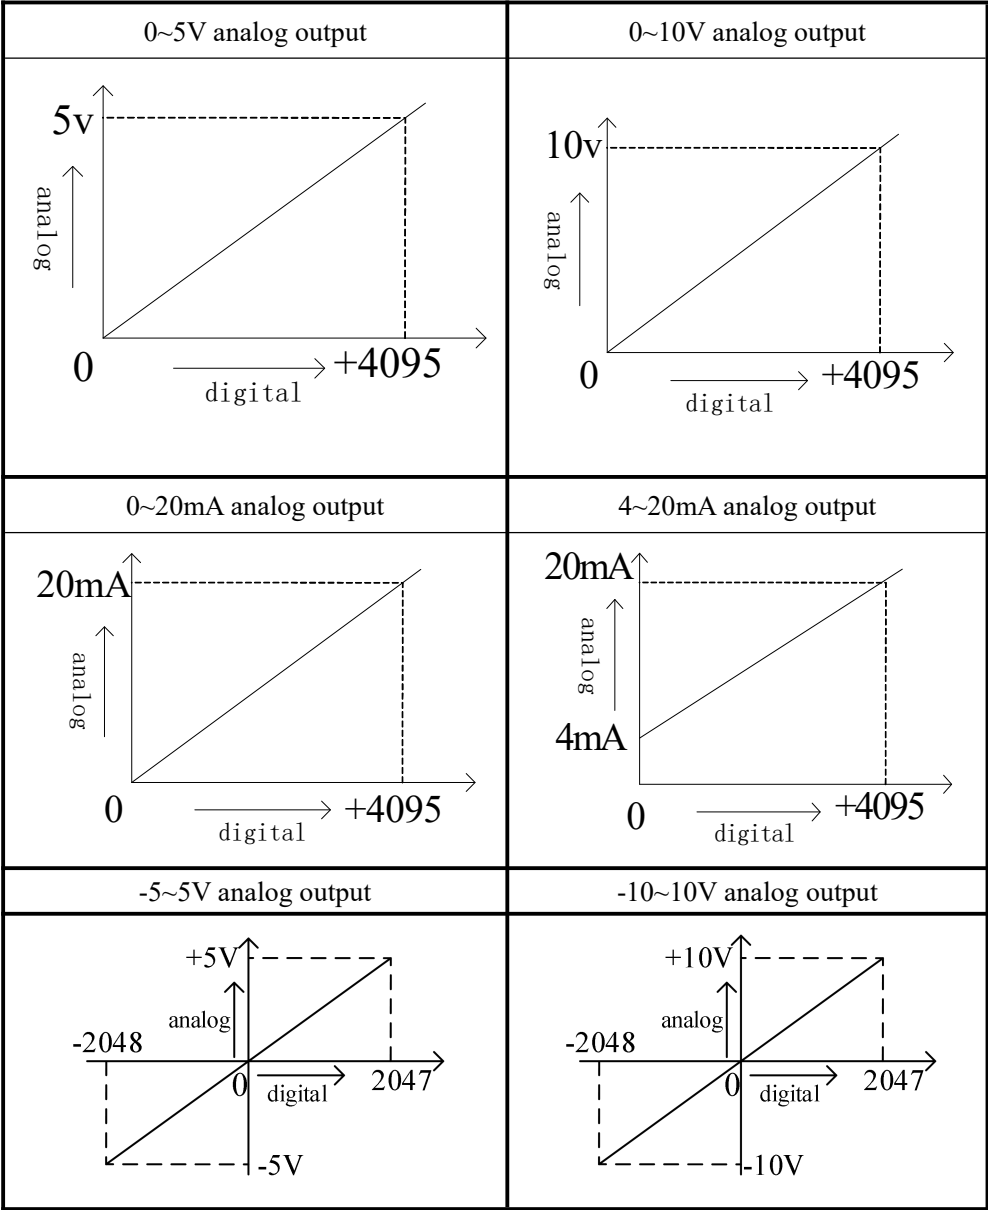 0~5V analog output
0~10V analog output
5v
analog
0
digital
+4095
10v
analog
0
digital
+4095
0~20mA analog output
4~20mA analog output
20mA
analog
0
digital
+4095
20mA
analog
4mA
0
digital
+4095
-5~5V analog output
-10~10V analog output
+5V
analog
-2048
0
digital
2047
-5V
+10V
analog
-2048
0
digital
2047
-10V